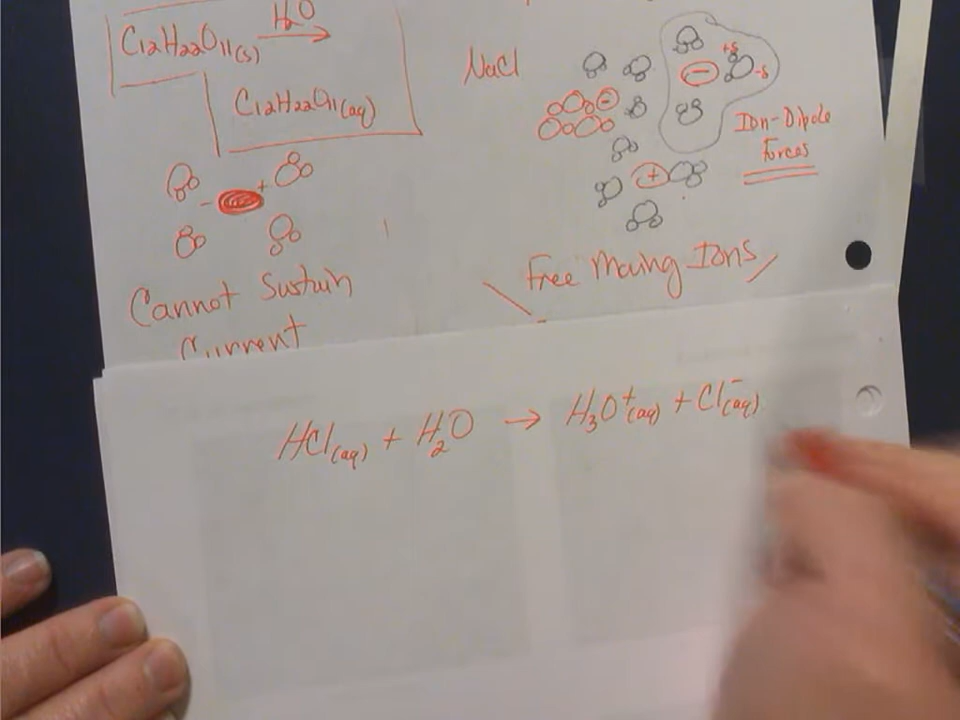 C12H22O11(s) H2O →
C12H22O11(aq)
- +
Cannot Sustain
Current
NaCl
-
+δ
- -δ
+
Ion-Dipole
Forces
\ Free Moving Ions /
HCl(aq) + H2O → H3O+(aq) + Cl-(aq)